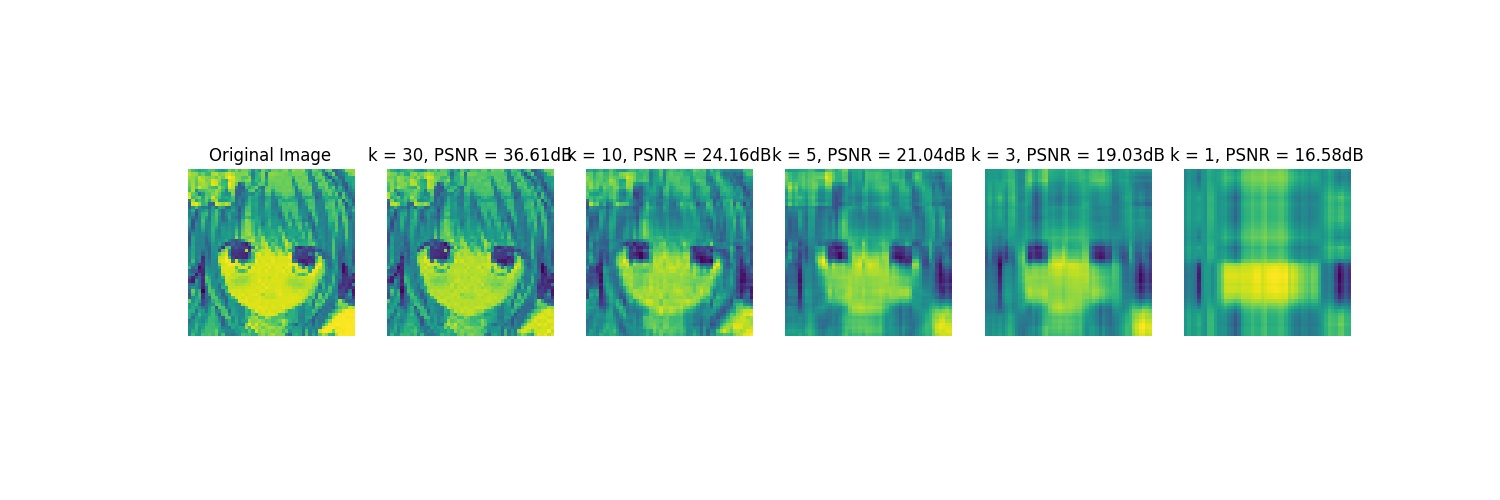 Original Image
k = 30, PSNR = 36.61dB
k = 10, PSNR = 24.16dB
k = 5, PSNR = 21.04dB
k = 3, PSNR = 19.03dB
k = 1, PSNR = 16.58dB